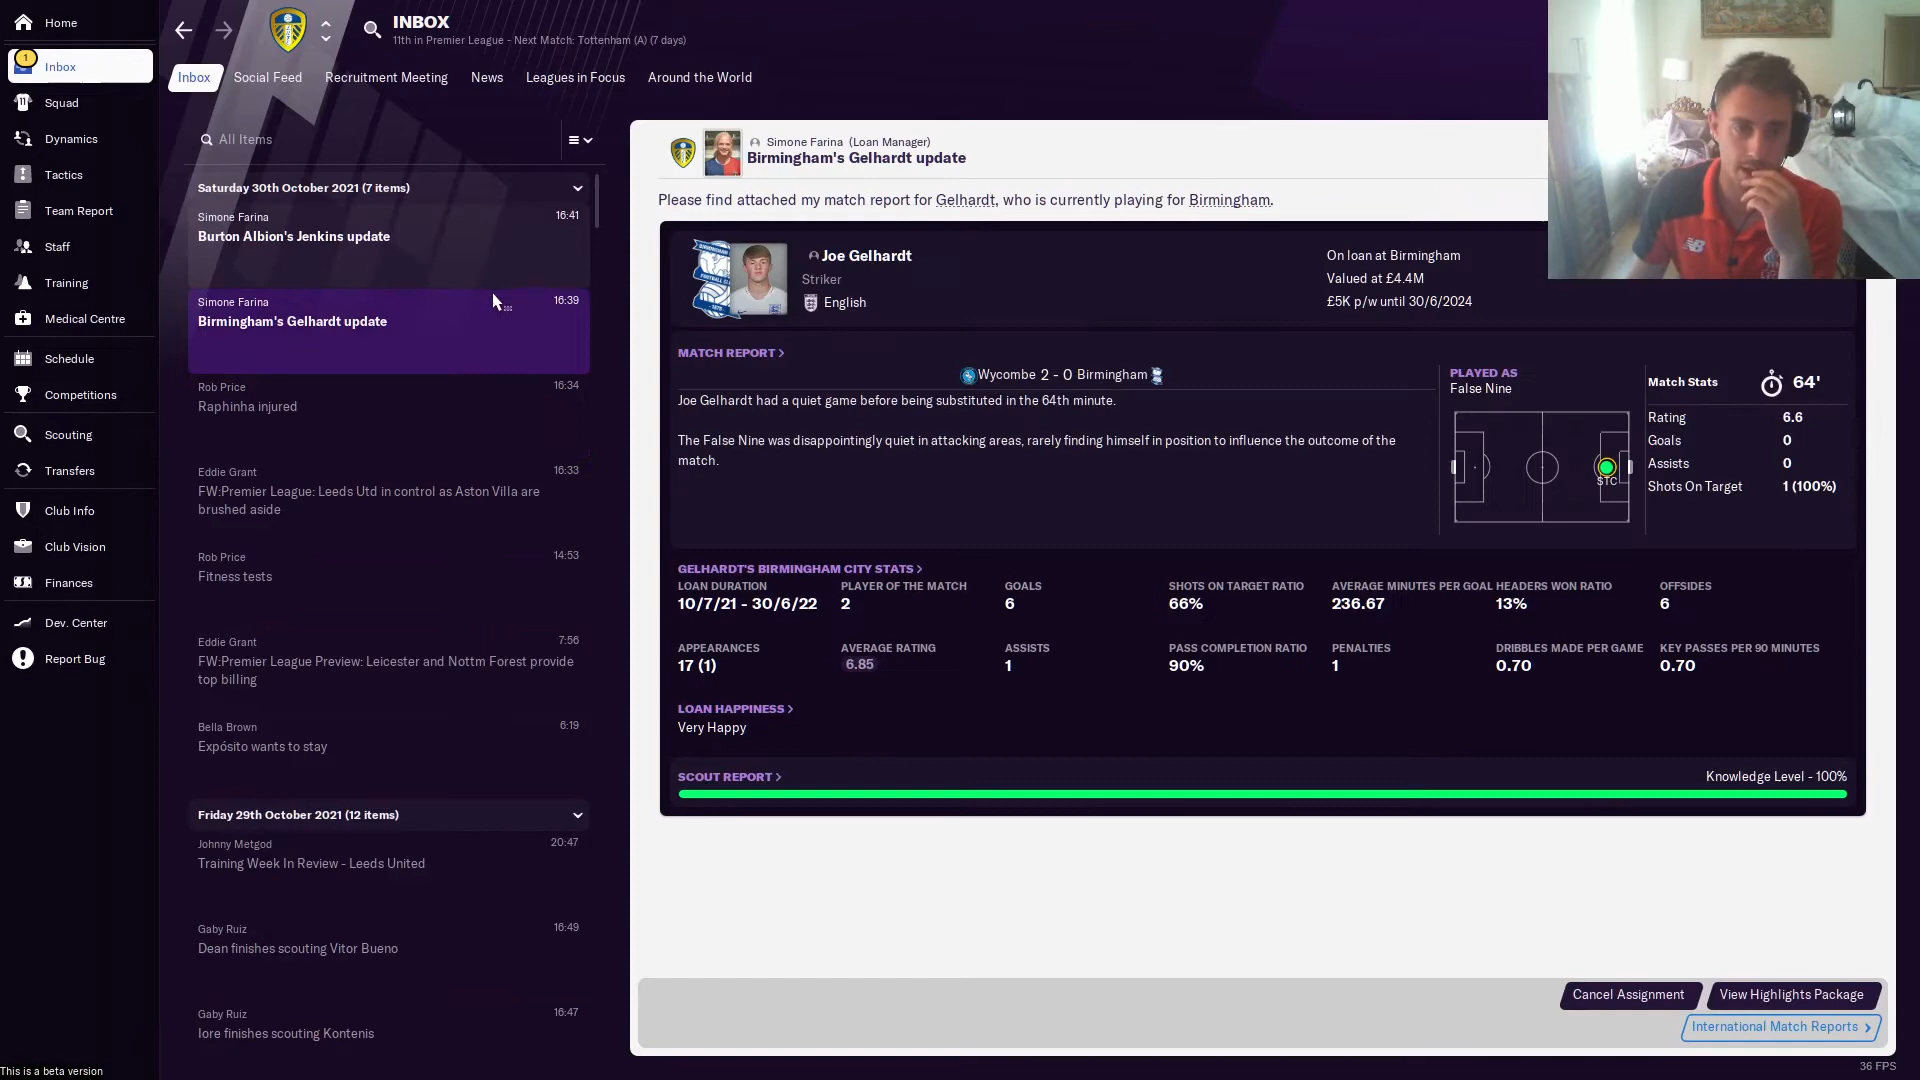 Home
INBOX
11th in Premier League - Next Match: Tottenham (A) (7 days)
1
Inbox
Squad
Dynamics
Tactics
Team Report
Staff
Training
Medical Centre
Schedule
Competitions
Scouting
Transfers
Club Info
Club Vision
Finances
Dev. Center
Report Bug
This is a beta version
Inbox Social Feed Recruitment Meeting News Leagues in Focus Around the World
All Items
Saturday 30th October 2021 (7 items)
Simone Farina 16:41
Burton Albion's Jenkins update
Simone Farina 16:39
Birmingham's Gelhardt update
Rob Price 16:34
Raphinha injured
Eddie Grant 16:33
FW:Premier League: Leeds Utd in control as Aston Villa are
brushed aside
Rob Price 14:53
Fitness tests
Eddie Grant 7:56
FW:Premier League Preview: Leicester and Nottm Forest provide
top billing
Bella Brown 6:19
Expósito wants to stay
Friday 29th October 2021 (12 items)
Johnny Metgod 20:47
Training Week In Review - Leeds United
Gaby Ruiz 16:49
Dean finishes scouting Vitor Bueno
Gaby Ruiz 16:47
Iore finishes scouting Kontenis
Simone Farina (Loan Manager)
Birmingham's Gelhardt update
Please find attached my match report for Gelhardt, who is currently playing for Birmingham.
Joe Gelhardt
Striker
English
On loan at Birmingham
Valued at £4.4M
£5K p/w until 30/6/2024
MATCH REPORT >
Wycombe 2 - 0 Birmingham
Joe Gelhardt had a quiet game before being substituted in the 64th minute.
The False Nine was disappointingly quiet in attacking areas, rarely finding himself in position to influence the outcome of the
match.
PLAYED AS
False Nine
STC
Match Stats 64'
Rating 6.6
Goals 0
Assists 0
Shots On Target 1 (100%)
GELHARDT'S BIRMINGHAM CITY STATS >
LOAN DURATION PLAYER OF THE MATCH GOALS SHOTS ON TARGET RATIO AVERAGE MINUTES PER GOAL HEADERS WON RATIO OFFSIDES
10/7/21 - 30/6/22 2 6 66% 236.67 13% 6
APPEARANCES AVERAGE RATING ASSISTS PASS COMPLETION RATIO PENALTIES DRIBBLES MADE PER GAME KEY PASSES PER 90 MINUTES
17 (1) 6.85 1 90% 1 0.70 0.70
LOAN HAPPINESS >
Very Happy
SCOUT REPORT > Knowledge Level - 100%
Cancel Assignment View Highlights Package
International Match Reports >
36 FPS